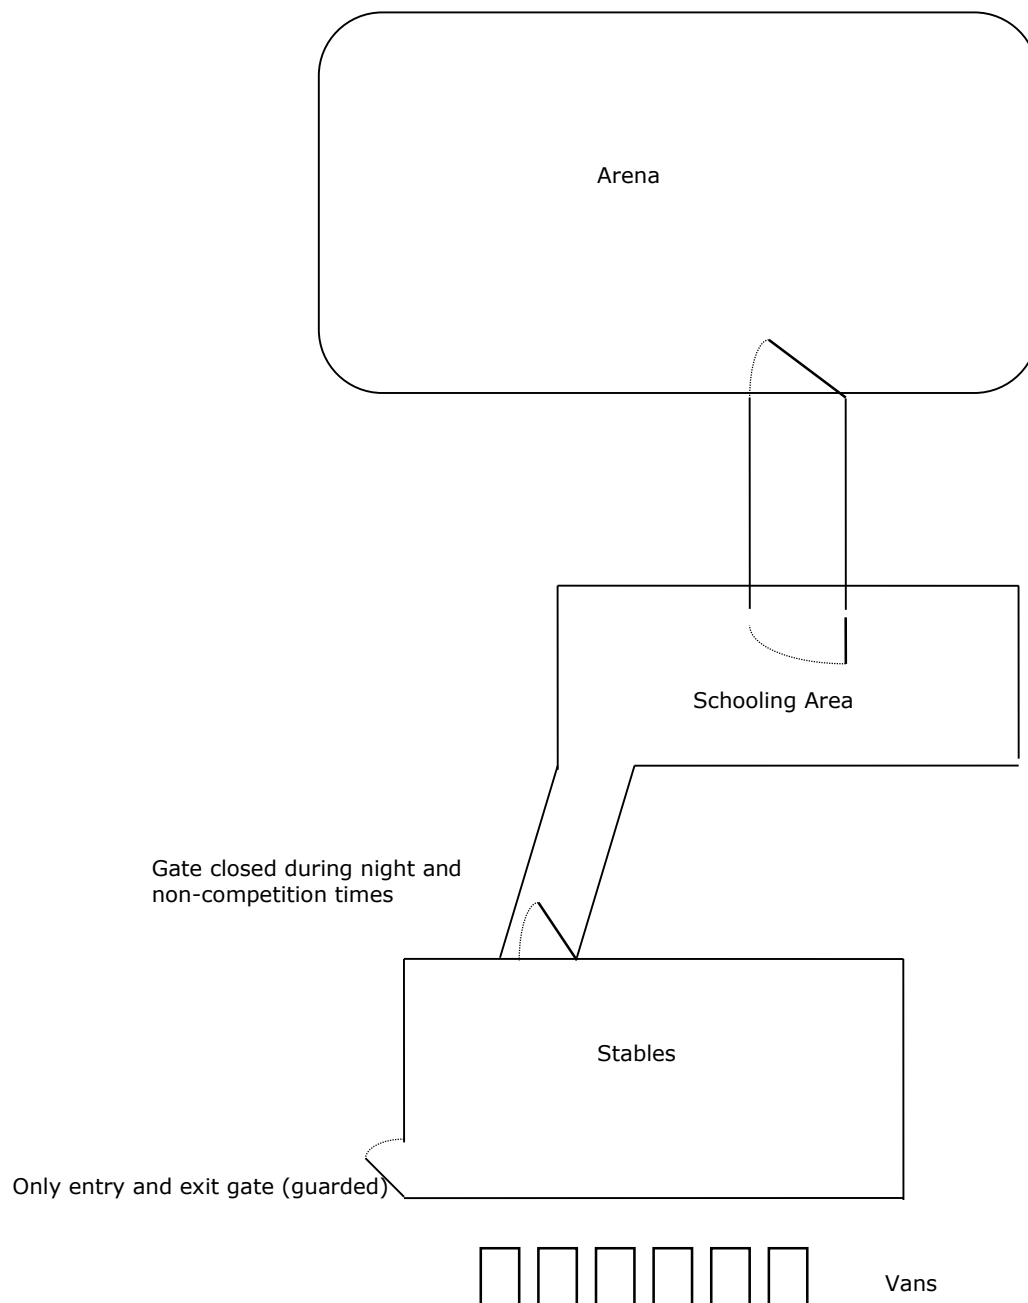 Arena
Schooling Area
Gate closed during night and
non-competition times
Stables
Only entry and exit gate (guarded)
Vans